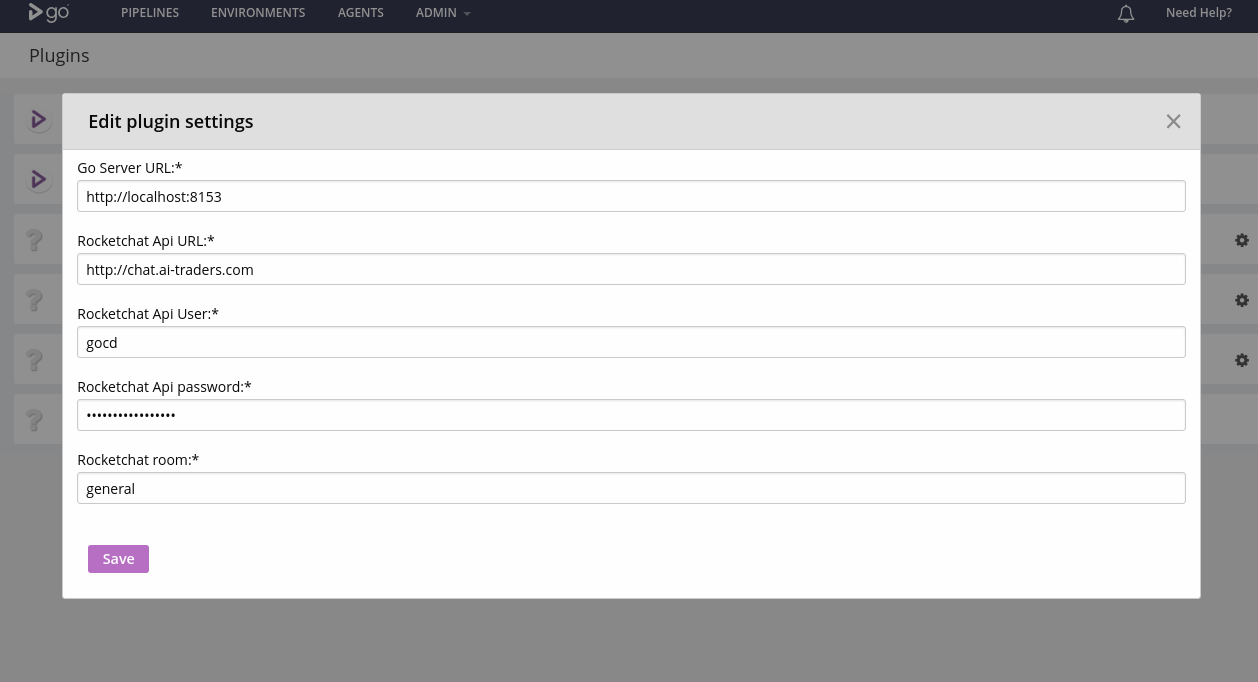 go
PIPELINES ENVIRONMENTS AGENTS ADMIN Need Help?
Plugins
Edit plugin settings
Go Server URL:*
http://localhost:8153
Rocketchat Api URL:*
http://chat.ai-traders.com
Rocketchat Api User:*
gocd
Rocketchat Api password:*
•••••••••••••••••
Rocketchat room:*
general
Save